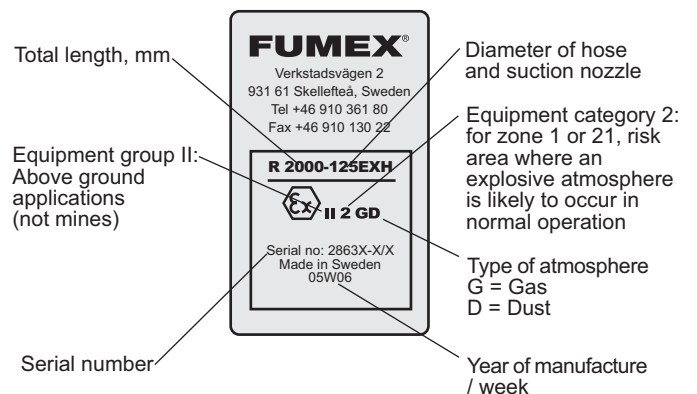 Total length, mm
Equipment group II:
Above ground
applications
(not mines)
Serial number
FUMEX®
Verkstadsvägen 2
931 61 Skellefteå, Sweden
Tel +46 910 361 80
Fax +46 910 130 22
R 2000-125EXH
Ex II 2 GD
Serial no: 2863X-X/X
Made in Sweden
05W06
Diameter of hose
and suction nozzle
Equipment category 2:
for zone 1 or 21, risk
area where an
explosive atmosphere
is likely to occur in
normal operation
Type of atmosphere
G = Gas
D = Dust
Year of manufacture
/ week